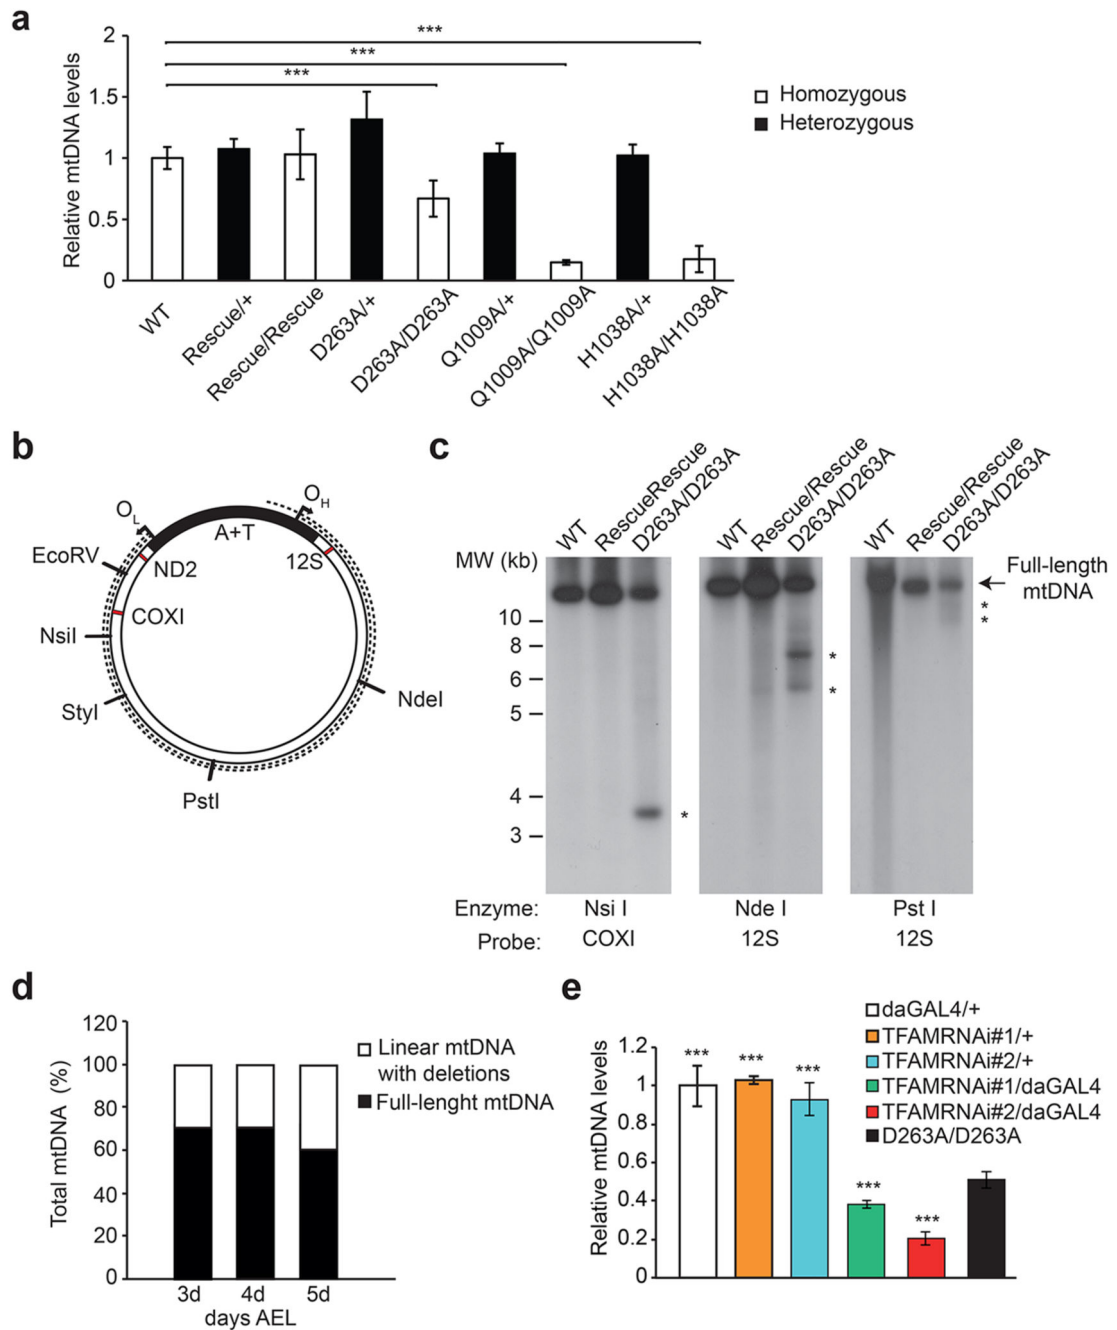 a
2
1.5
1
0.5
0
Relative mtDNA levels
***
***
***
Homozygous
Heterozygous
WT
Rescue/+
Rescue/Rescue
D263A/+
D263A/D263A
Q1009A/+
Q1009A/Q1009A
H1038A/+
H1038A/H1038A
b
OL
OH
A+T
EcoRV
ND2
12S
COXI
NsiI
StyI
NdeI
PstI
c
MW (kb)
WT
RescueRescue
D263A/D263A
WT
Rescue/Rescue
D263A/D263A
WT
Rescue/Rescue
D263A/D263A
Full-length
mtDNA
10
8
6
5
4
3
*
*
*
*
*
Enzyme: Nsi I Nde I Pst I
Probe: COXI 12S 12S
d
120
100
80
60
40
20
0
Total mtDNA (%)
3d 4d 5d
days AEL
Linear mtDNA
with deletions
Full-lenght mtDNA
e
1.2
1
0.8
0.6
0.4
0.2
0
Relative mtDNA levels
***
***
***
***
***
daGAL4/+
TFAMRNAi#1/+
TFAMRNAi#2/+
TFAMRNAi#1/daGAL4
TFAMRNAi#2/daGAL4
D263A/D263A